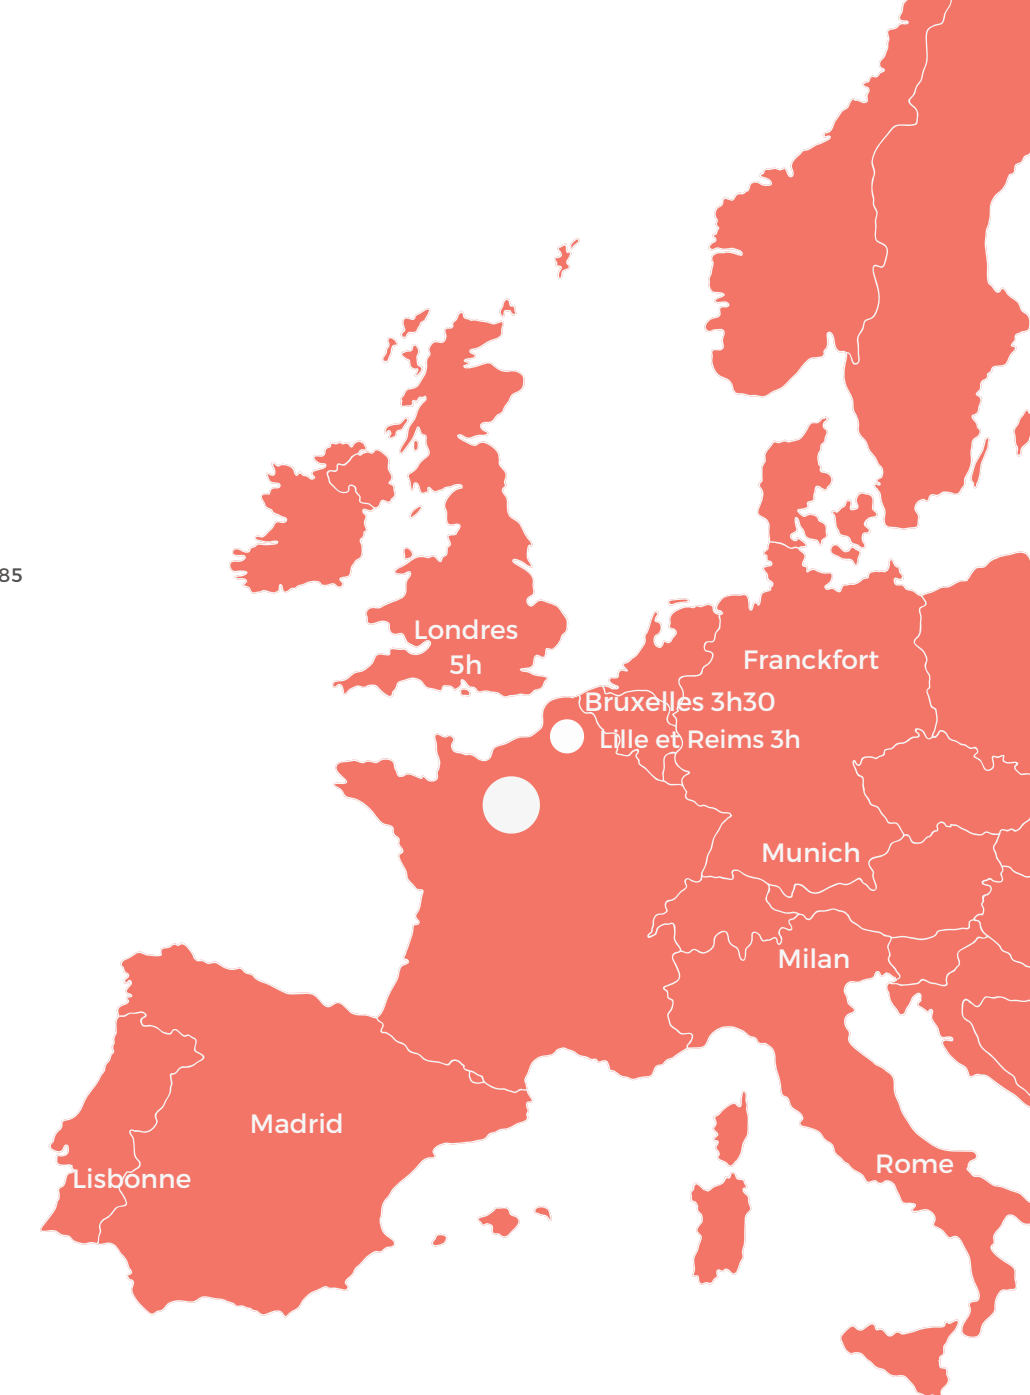 85
Londres
5h
Franckfort
Bruxelles 3h30
Lille et Reims 3h
Munich
Milan
Madrid
Rome
Lisbonne